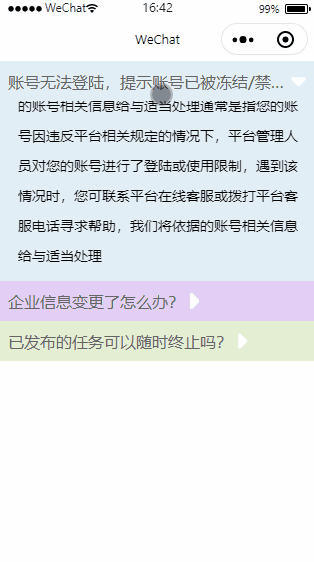 WeChat
16:42
99%
WeChat
账号无法登陆，提示账号已被冻结/禁...
的账号相关信息给与适当处理通常是指您的账
号因违反平台相关规定的情况下，平台管理人
员对您的账号进行了登陆或使用限制，遇到该
情况时，您可联系平台在线客服或拨打平台客
服电话寻求帮助，我们将依据的账号相关信息
给与适当处理
企业信息变更了怎么办？
已发布的任务可以随时终止吗？